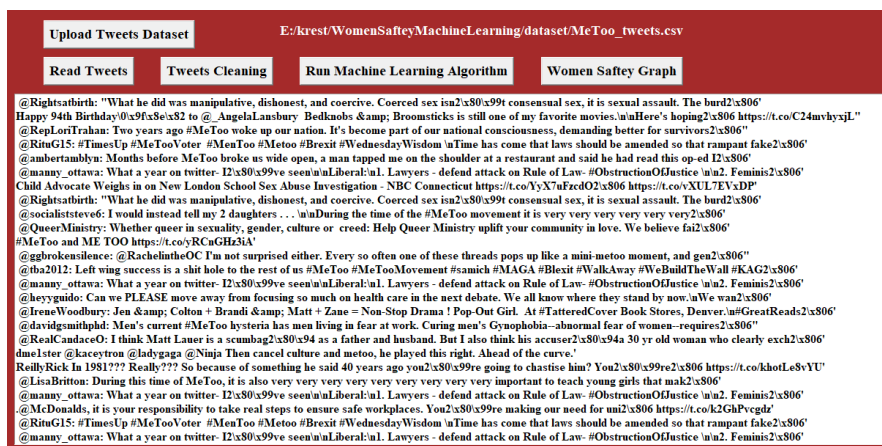 Upload Tweets Dataset
E:/krest/WomenSafteyMachineLearning/dataset/MeToo_tweets.csv
Read Tweets
Tweets Cleaning
Run Machine Learning Algorithm
Women Saftey Graph
@Rightsatbirth: "What he did was manipulative, dishonest, and coercive. Coerced sex isn2\x80\x99t consensual sex, it is sexual assault. The burd2\x806'
Happy 94th Birthday\0\x9f\x8e\x82 to @_AngelaLansbury  Bedknobs &amp; Broomsticks is still one of my favorite movies.\n\nHere's hoping2\x806 https://t.co/C24mvhyxjL"
@RepLoriTrahan: Two years ago #MeToo woke up our nation. It's become part of our national consciousness, demanding better for survivors2\x806"
@RituG15: #TimesUp #MeTooVoter  #MenToo #Metoo #Brexit #WednesdayWisdom \nTime has come that laws should be amended so that rampant fake2\x806'
@ambertamblyn: Months before MeToo broke us wide open, a man tapped me on the shoulder at a restaurant and said he had read this op-ed I2\x806'
@manny_ottawa: What a year on twitter- I2\x80\x99ve seen\n\nLiberal:\n1. Lawyers - defend attack on Rule of Law- #ObstructionOfJustice \n\n2. Feminis2\x806'
Child Advocate Weighs in on New London School Sex Abuse Investigation - NBC Connecticut https://t.co/YyX7uFzcdO2\x806 https://t.co/vXUL7EVxDP'
@Rightsatbirth: "What he did was manipulative, dishonest, and coercive. Coerced sex isn2\x80\x99t consensual sex, it is sexual assault. The burd2\x806'
@socialiststeve6: I would instead tell my 2 daughters . . . \n\nDuring the time of the #MeToo movement it is very very very very very very2\x806'
@QueerMinistry: Whether queer in sexuality, gender, culture or  creed: Help Queer Ministry uplift your community in love. We believe fai2\x806'
#MeToo and ME TOO https://t.co/yRCnGHz3iA'
@ggbrokensilence: @RachelintheOC I'm not surprised either. Every so often one of these threads pops up like a mini-metoo moment, and gen2\x806"
@tba2012: Left wing success is a shit hole to the rest of us #MeToo #MeTooMovement #samich #MAGA #Blexit #WalkAway #WeBuildTheWall #KAG2\x806'
@manny_ottawa: What a year on twitter- I2\x80\x99ve seen\n\nLiberal:\n1. Lawyers - defend attack on Rule of Law- #ObstructionOfJustice \n\n2. Feminis2\x806'
@heyyguido: Can we PLEASE move away from focusing so much on health care in the next debate. We all know where they stand by now.\nWe wan2\x806'
@IreneWoodbury: Jen &amp; Colton + Brandi &amp; Matt + Zane = Non-Stop Drama ! Pop-Out Girl.  At #TatteredCover Book Stores, Denver.\n#GreatReads2\x806'
@davidgsmithphd: Men's current #MeToo hysteria has men living in fear at work. Curing men's Gynophobia--abnormal fear of women--requires2\x806"
@RealCandaceO: I think Matt Lauer is a scumbag2\x80\x94 as a father and husband. But I also think his accuser2\x80\x94a 30 yr old woman who clearly exch2\x806'
dme1ster @kaceytron @ladygaga @Ninja Then cancel culture and metoo, he played this right. Ahead of the curve.'
ReillyRick In 1981??? Really??? So because of something he said 40 years ago you2\x80\x99re going to chastise him? You2\x80\x99re2\x806 https://t.co/khotLe8vYU'
@LisaBritton: During this time of MeToo, it is also very very very very very very very very very important to teach young girls that mak2\x806'
@manny_ottawa: What a year on twitter- I2\x80\x99ve seen\n\nLiberal:\n1. Lawyers - defend attack on Rule of Law- #ObstructionOfJustice \n\n2. Feminis2\x806'
.@McDonalds, it is your responsibility to take real steps to ensure safe workplaces. You2\x80\x99re making our need for uni2\x806 https://t.co/k2GhPvcgdz'
@RituG15: #TimesUp #MeTooVoter  #MenToo #Metoo #Brexit #WednesdayWisdom \nTime has come that laws should be amended so that rampant fake2\x806'
@manny_ottawa: What a year on twitter- I2\x80\x99ve seen\n\nLiberal:\n1. Lawyers - defend attack on Rule of Law- #ObstructionOfJustice \n\n2. Feminis2\x806'